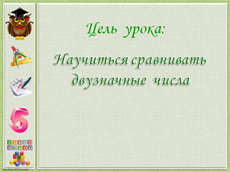 Цель урока:
Научиться сравнивать
двузначные числа